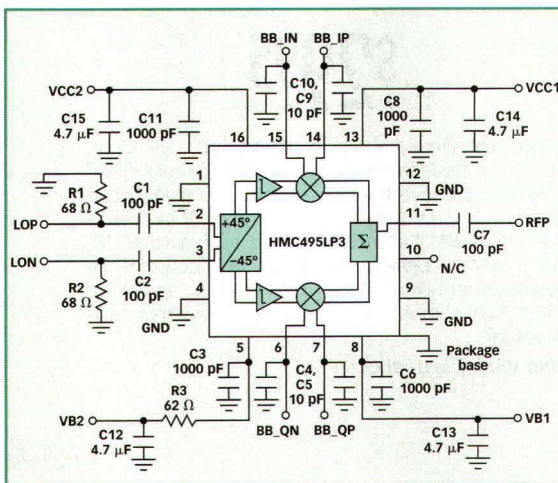 BB_IN BB_IP
VCC2
C10,
C9
10 pF
VCC1
C15
4.7 µF
C11
1000 pF
C8
1000
pF
C14
4.7 µF
16 15 14 13
1
12
GND
R1
68 Ω
C1
100 pF
2
11
LOP
+45º
HMC495LP3
Σ
RFP
C7
100 pF
LON
3
-45º
10
N/C
R2
68 Ω
C2
100 pF
4
GND
9
GND
5 6 7 8
Package
base
C3
1000 pF
C4,
C5
10 pF
C6
1000 pF
R3
62 Ω
VB2
C12
4.7 µF
BB_QN BB_QP
C13
4.7 µF
VB1